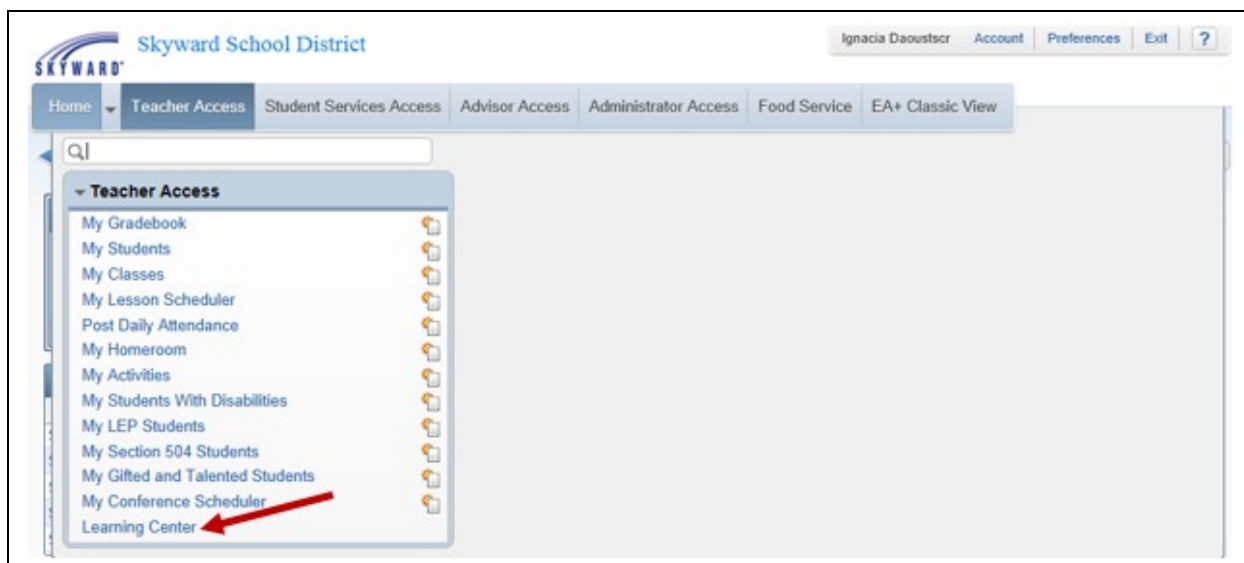 Skyward School District
SKYWARD
Ignacia Daoustscr Account Preferences Exit ?
Home Teacher Access Student Services Access Advisor Access Administrator Access Food Service EA+ Classic View
Teacher Access
My Gradebook
My Students
My Classes
My Lesson Scheduler
Post Daily Attendance
My Homeroom
My Activities
My Students With Disabilities
My LEP Students
My Section 504 Students
My Gifted and Talented Students
My Conference Scheduler
Learning Center